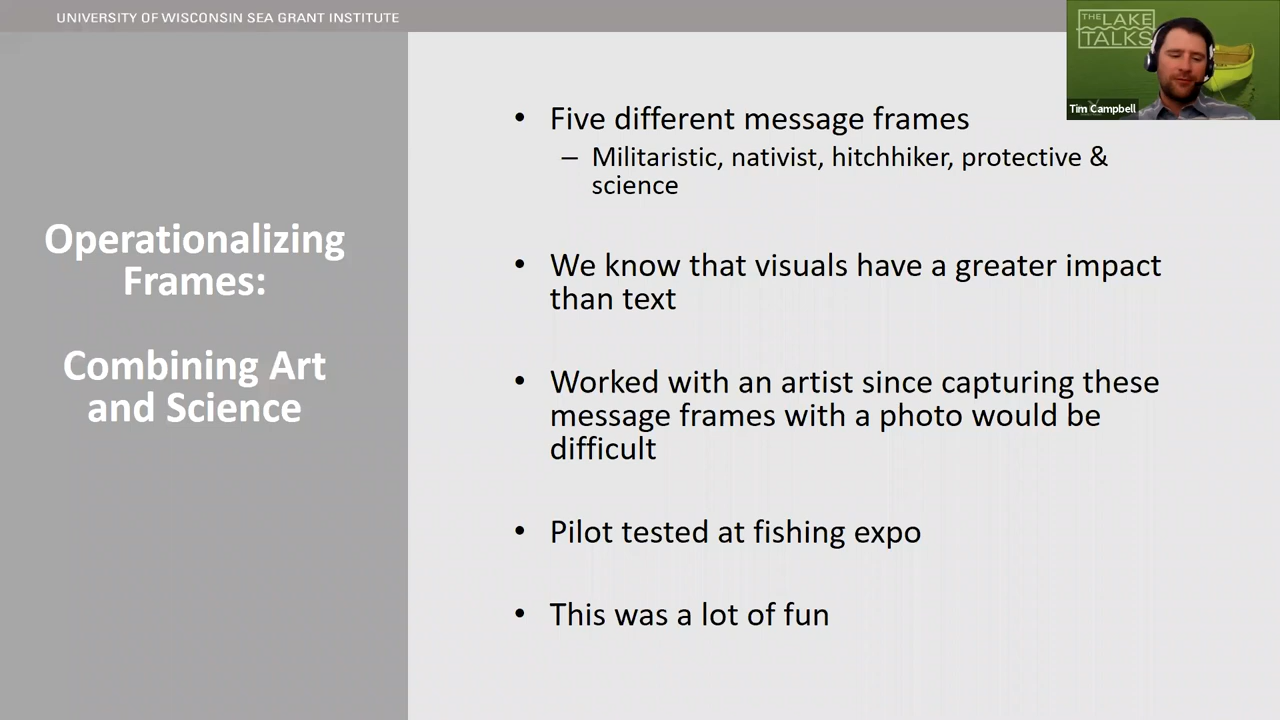 UNIVERSITY OF WISCONSIN SEA GRANT INSTITUTE
THE LAKE
TALKS
Tim Campbell
Operationalizing
Frames:
Combining Art
and Science
• Five different message frames
– Militaristic, nativist, hitchhiker, protective &
science
• We know that visuals have a greater impact
than text
• Worked with an artist since capturing these
message frames with a photo would be
difficult
• Pilot tested at fishing expo
• This was a lot of fun